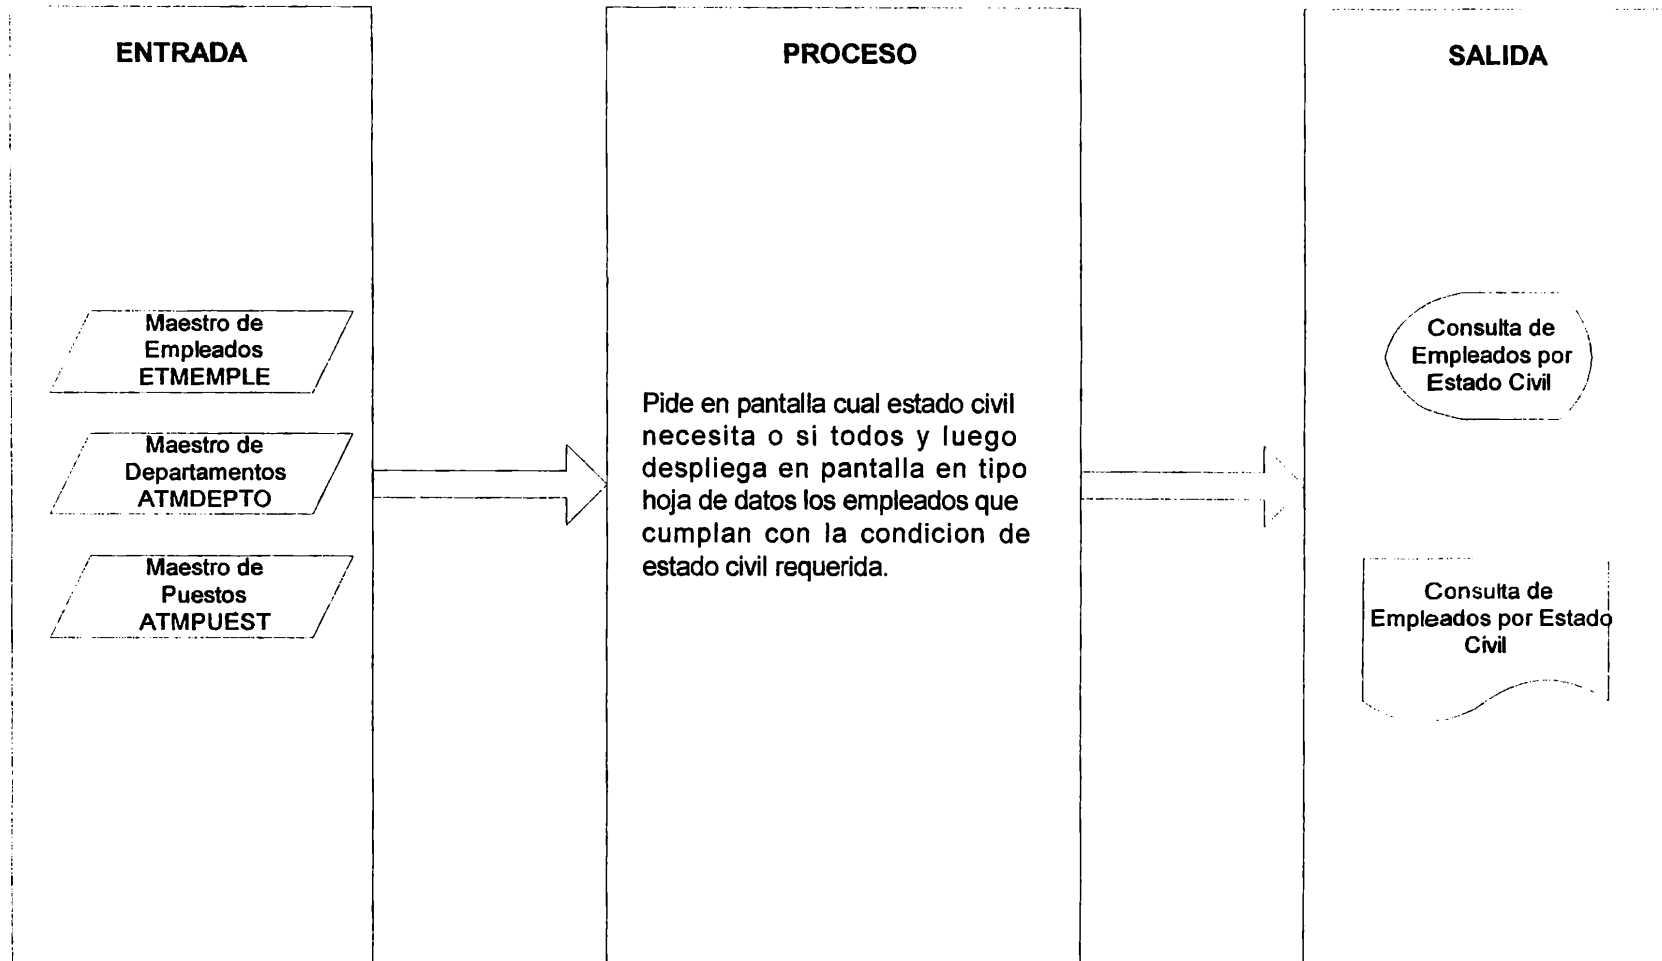 ENTRADA
Maestro de
Empleados
ETMEMPLE
Maestro de
Departamentos
ATMDEPTO
Maestro de
Puestos
ATMPUEST
PROCESO
Pide en pantalla cual estado civil
necesita o si todos y luego
despliega en pantalla en tipo
hoja de datos los empleados que
cumplan con la condicion de
estado civil requerida.
SALIDA
Consulta de
Empleados por
Estado Civil
Consulta de
Empleados por Estado
Civil